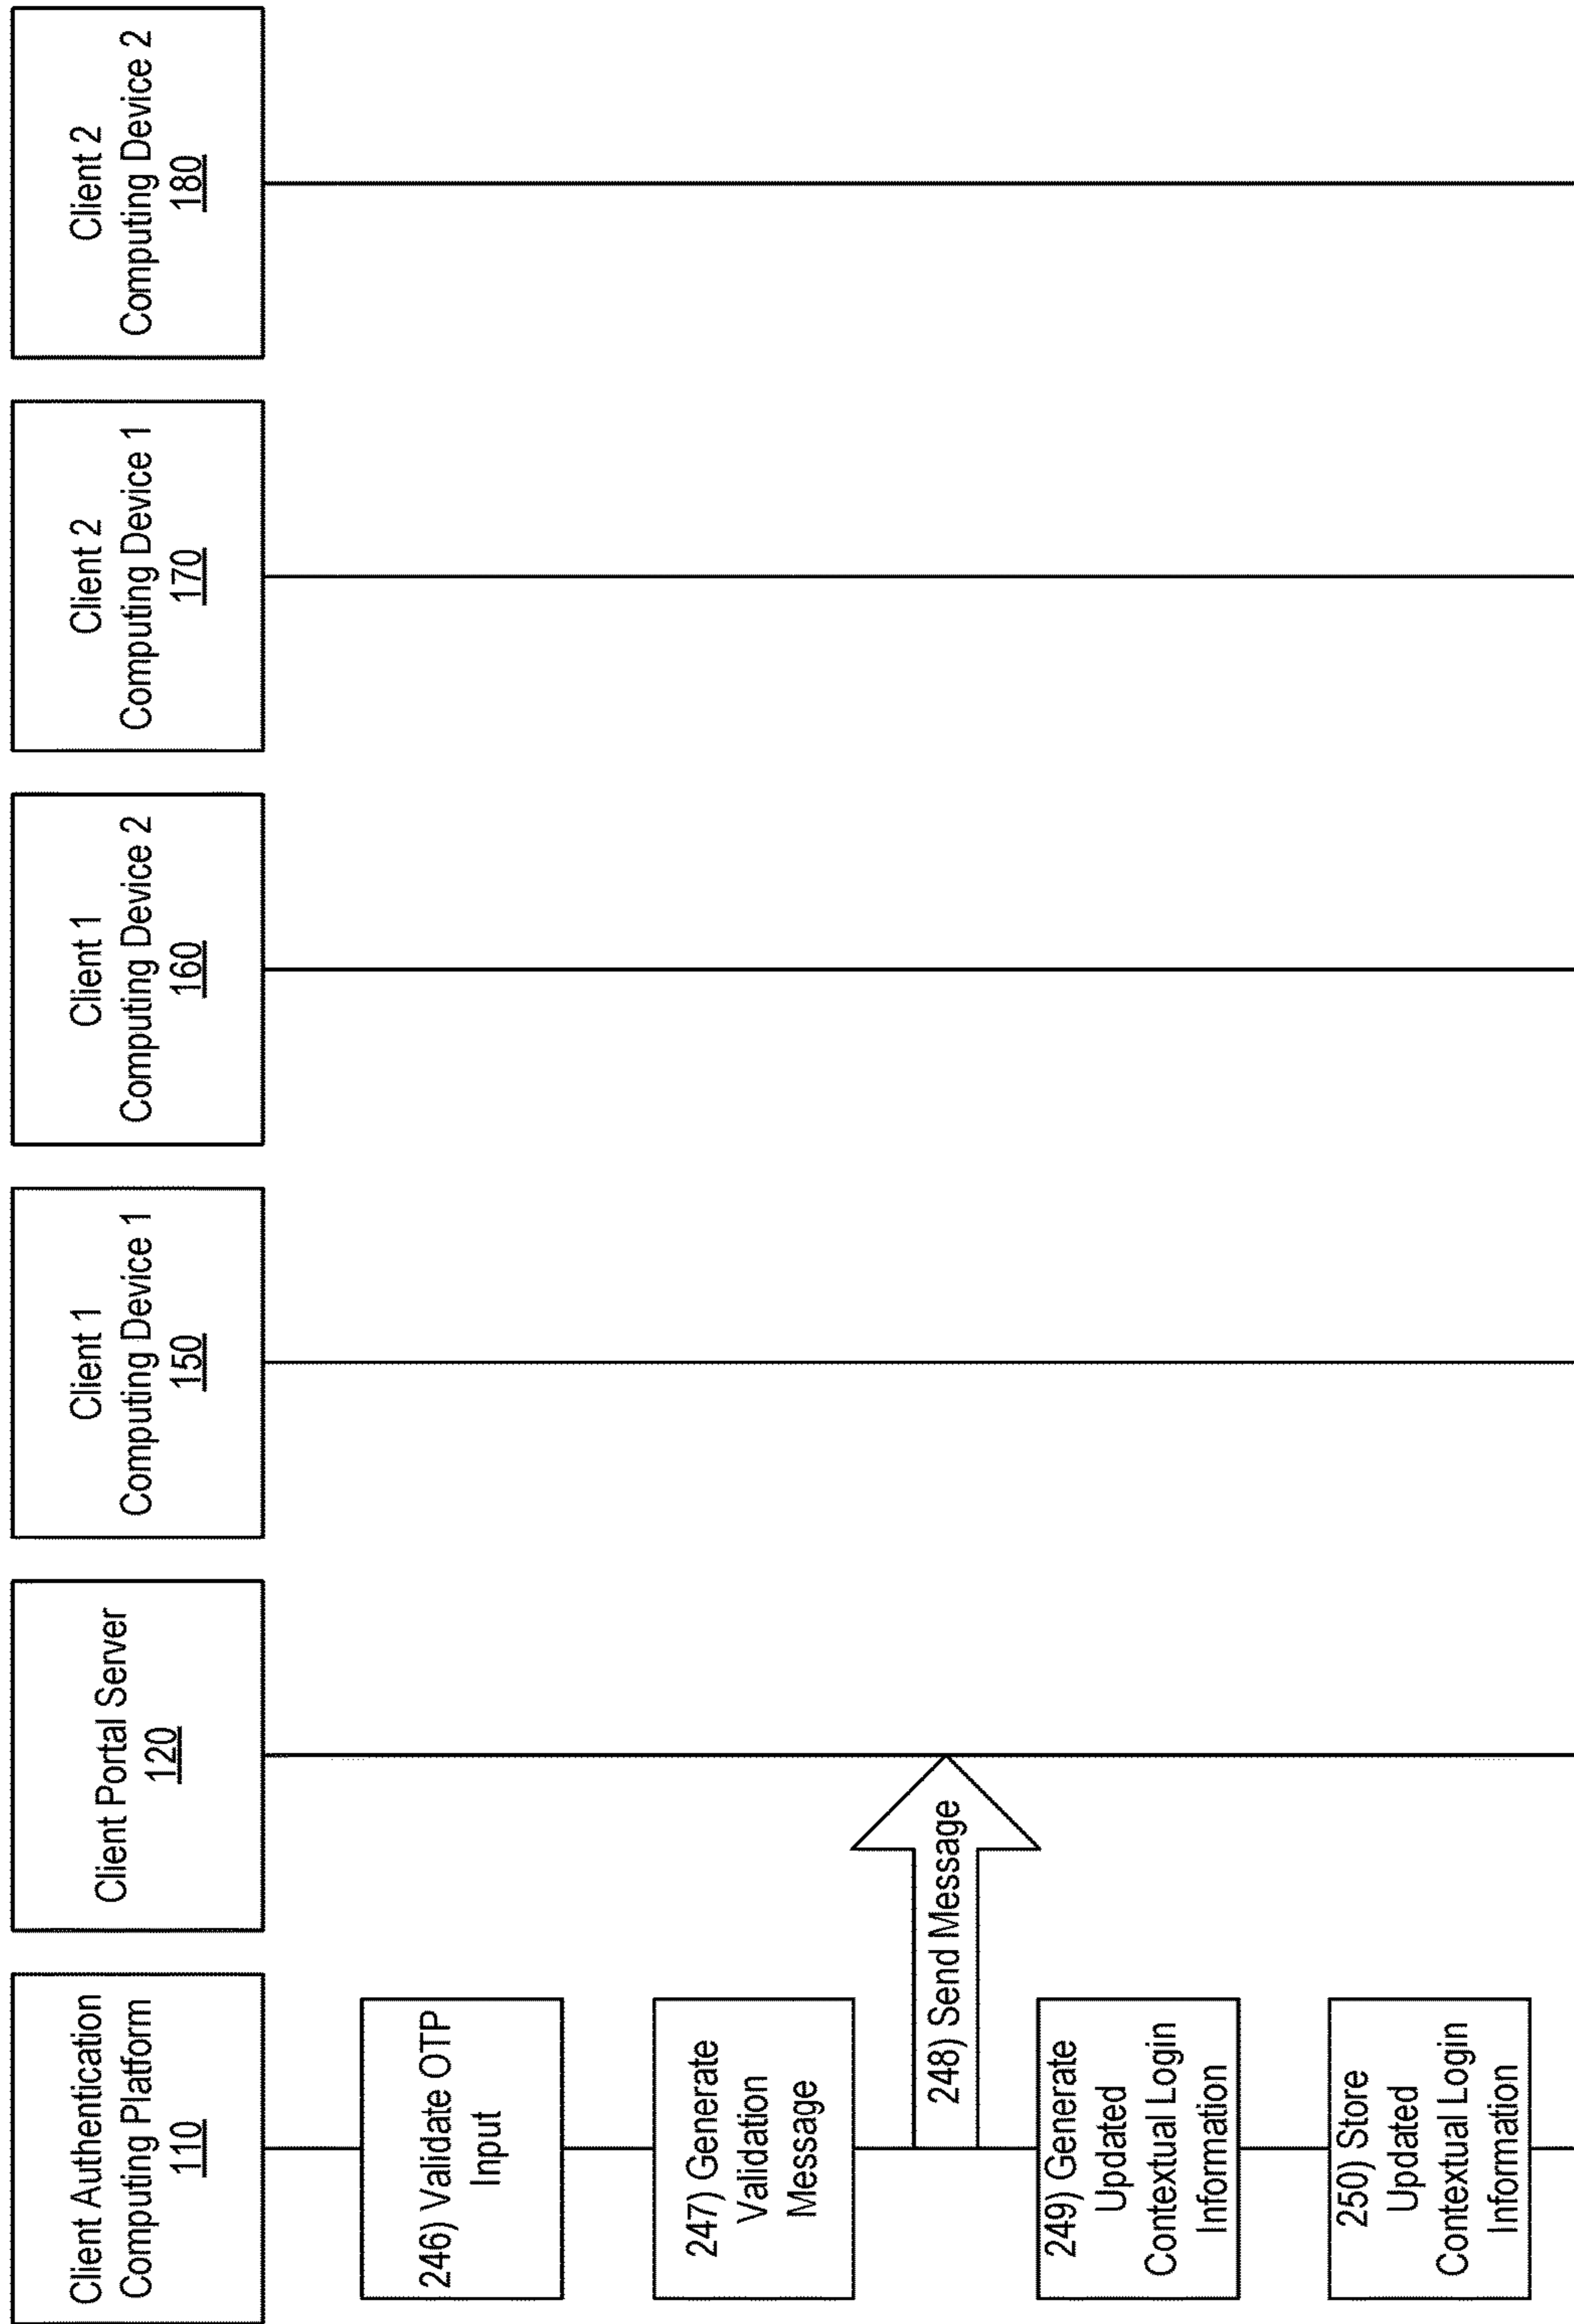 Client Authentication
Computing Platform
110
Client Portal Server
120
Client 1
Computing Device 1
150
Client 1
Computing Device 2
160
Client 2
Computing Device 1
170
Client 2
Computing Device 2
180
246) Validate OTP
Input
247) Generate
Validation
Message
248) Send Message
249) Generate
Updated
Contextual Login
Information
250) Store
Updated
Contextual Login
Information